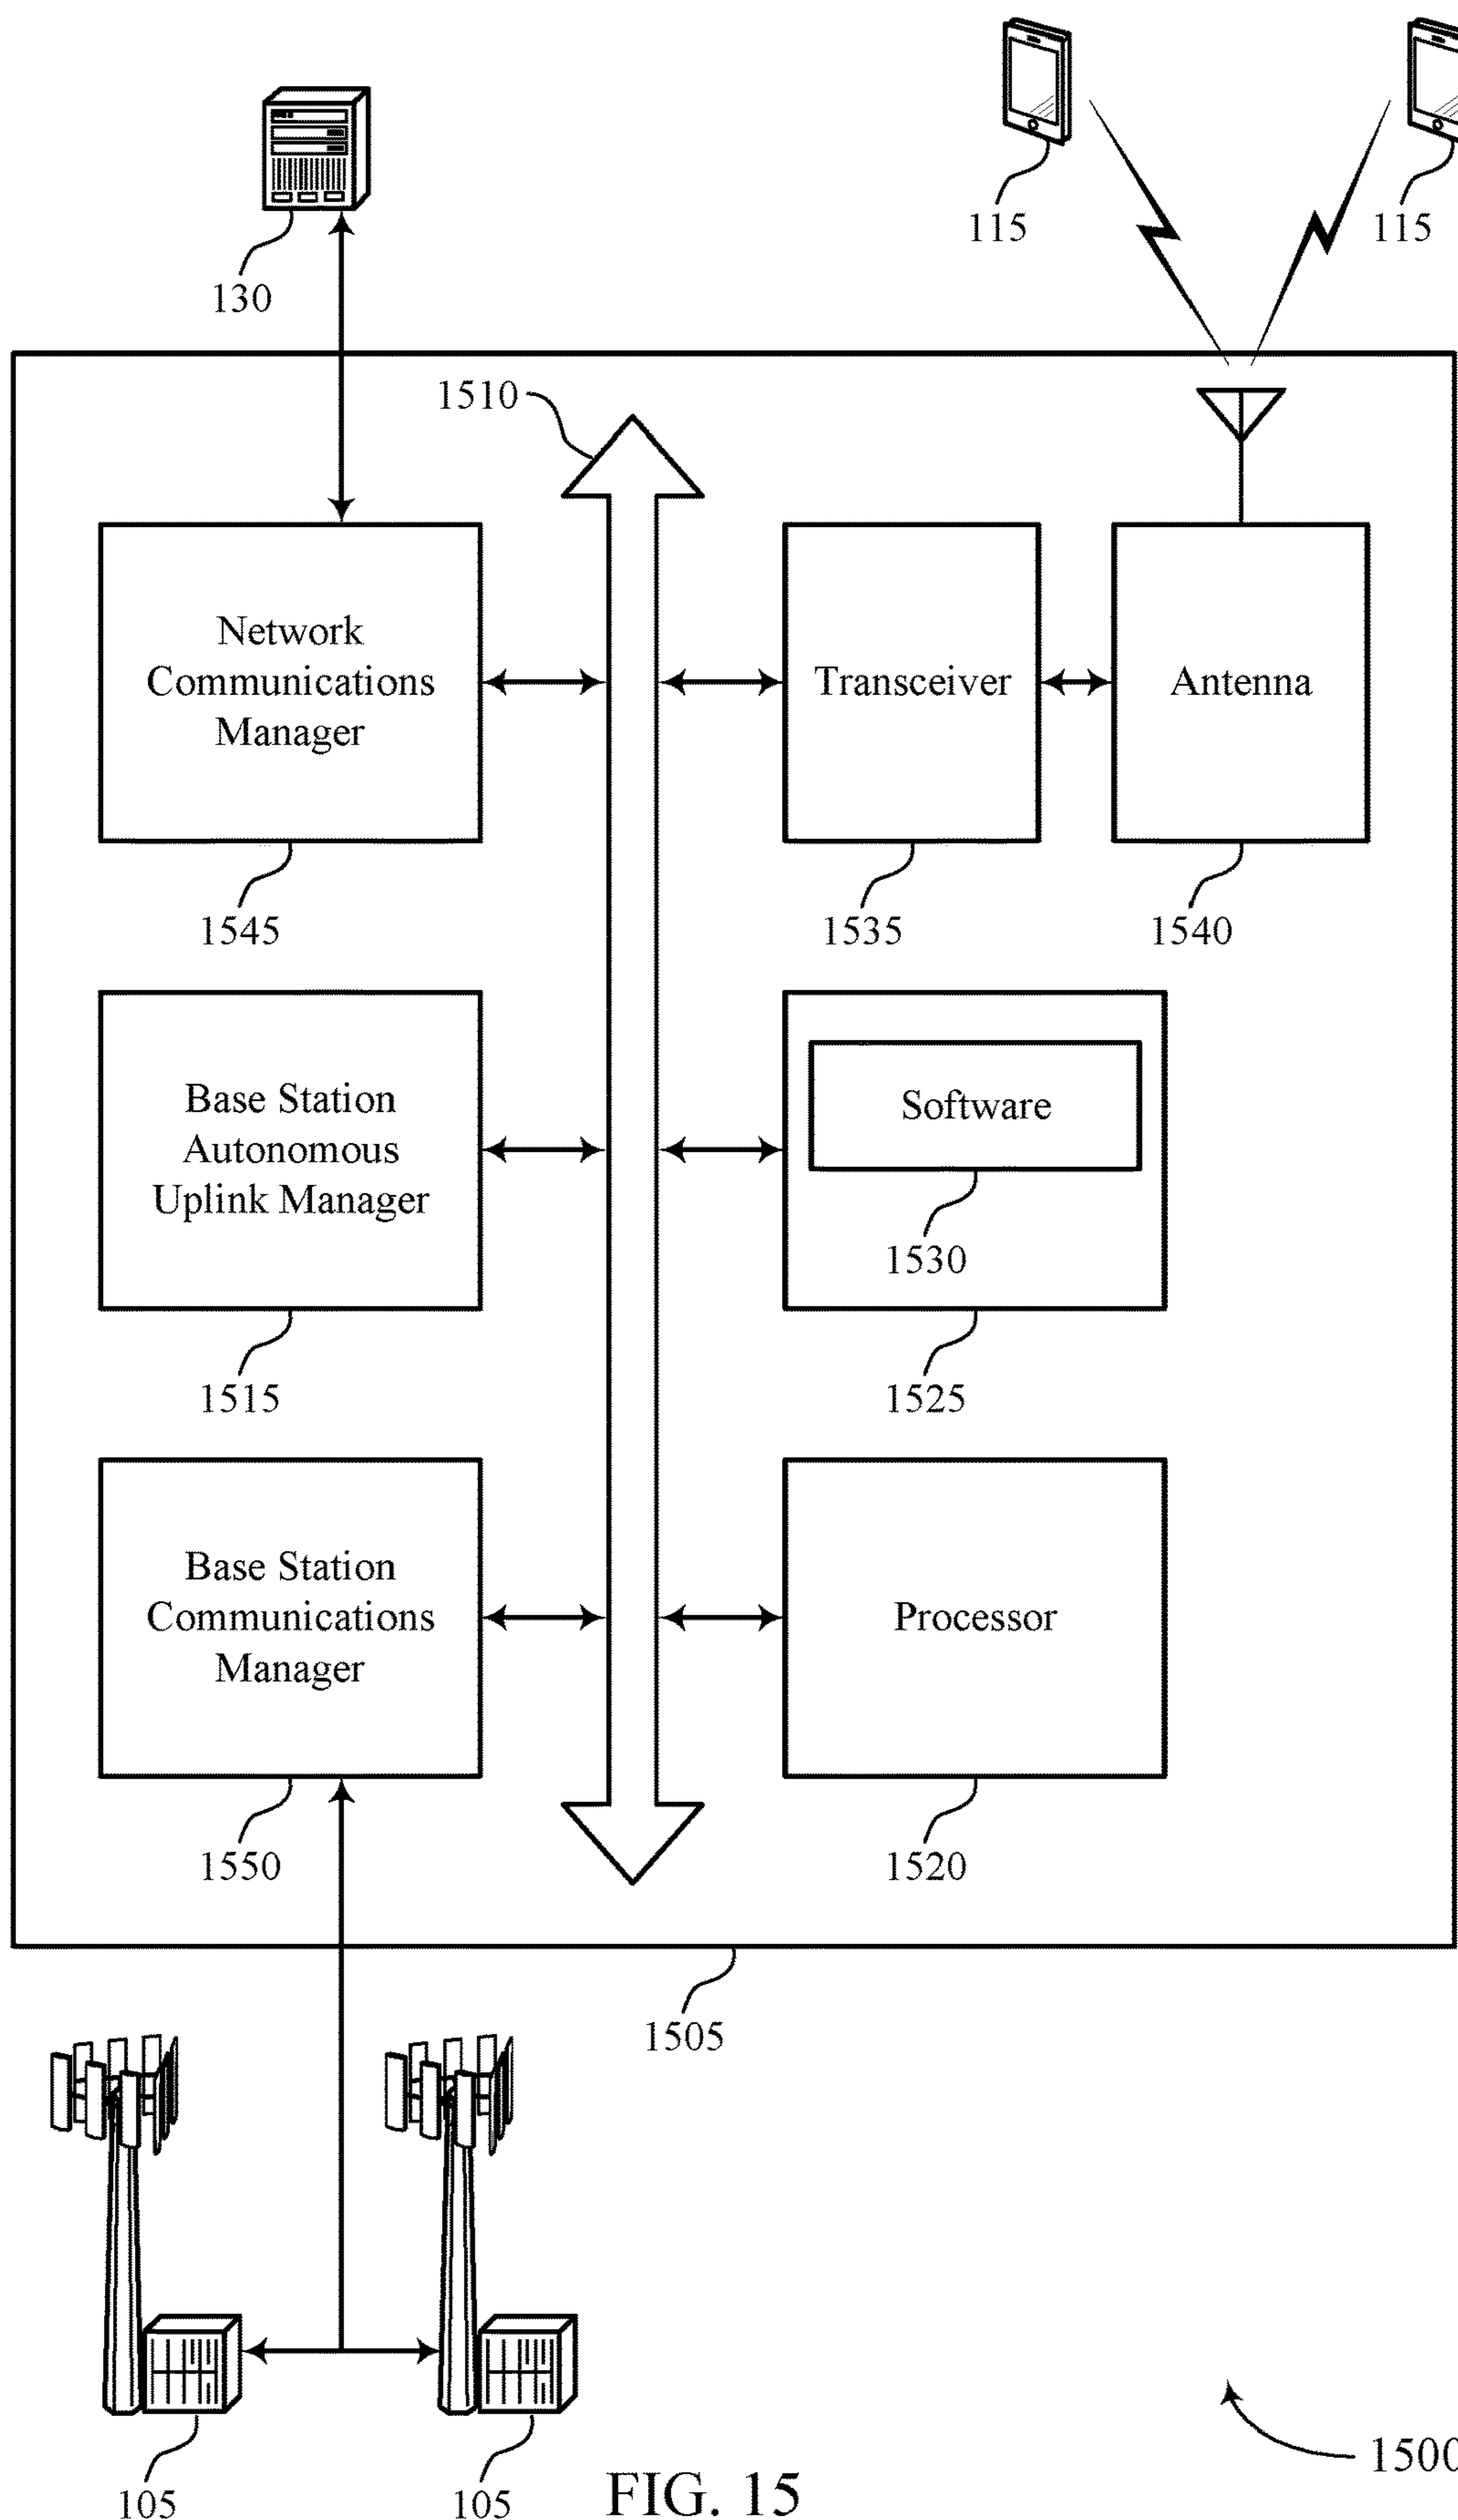 115
115
130
1510
Network
Communications
Manager
Transceiver
Antenna
1545
1535
1540
Base Station
Autonomous
Uplink Manager
Software
1530
1515
1525
Base Station
Communications
Manager
Processor
1550
1520
1505
1500
105
105
FIG. 15